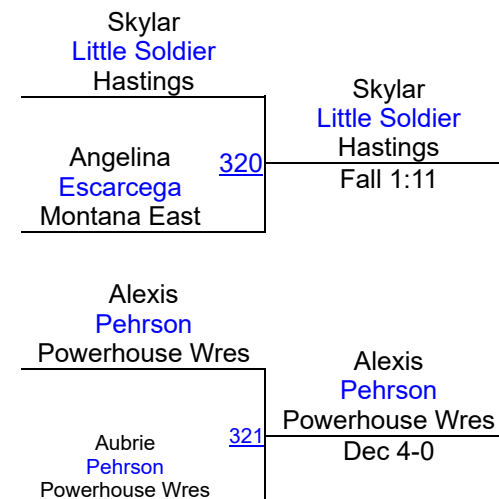 Skylar
Little Soldier
Hastings
Angelina
Escarcega
Montana East
320
Skylar
Little Soldier
Hastings
Fall 1:11
Alexis
Pehrson
Powerhouse Wres
Aubrie
Pehrson
Powerhouse Wres
321
Alexis
Pehrson
Powerhouse Wres
Dec 4-0